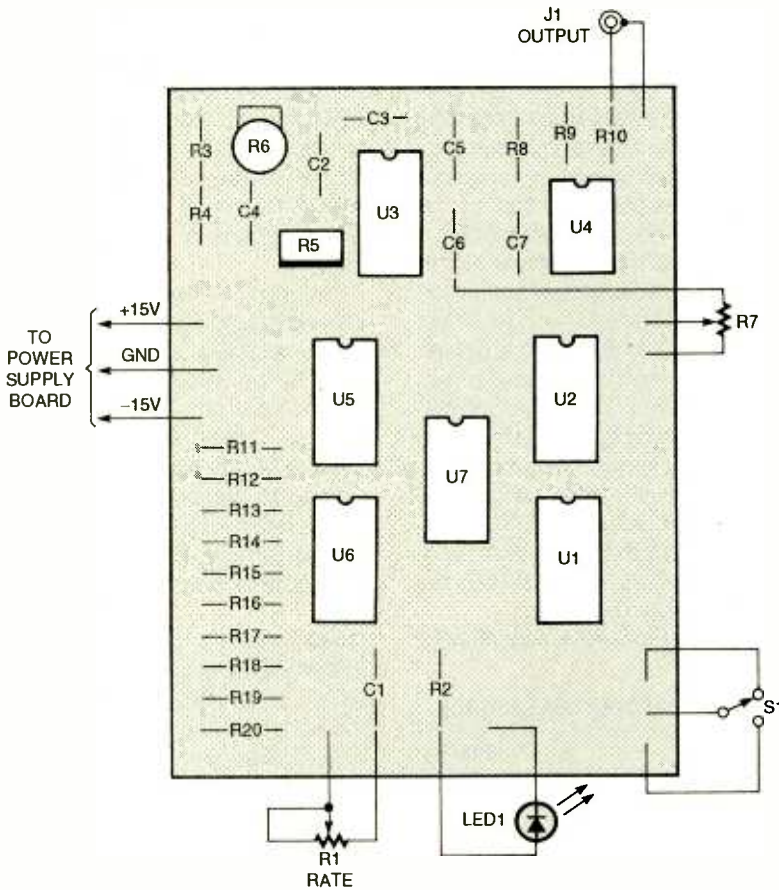 J1
OUTPUT
C3
R3
R6
C2
C5
R8
R9
R10
R4
C4
U3
U4
R5
C6
C7
+15V
R7
TO
POWER
SUPPLY
BOARD
GND
U5
U2
−15V
R11
R12
U7
R13
R14
U6
U1
R15
R16
R17
R18
C1
R2
R19
S1
R20
LED1
R1
RATE